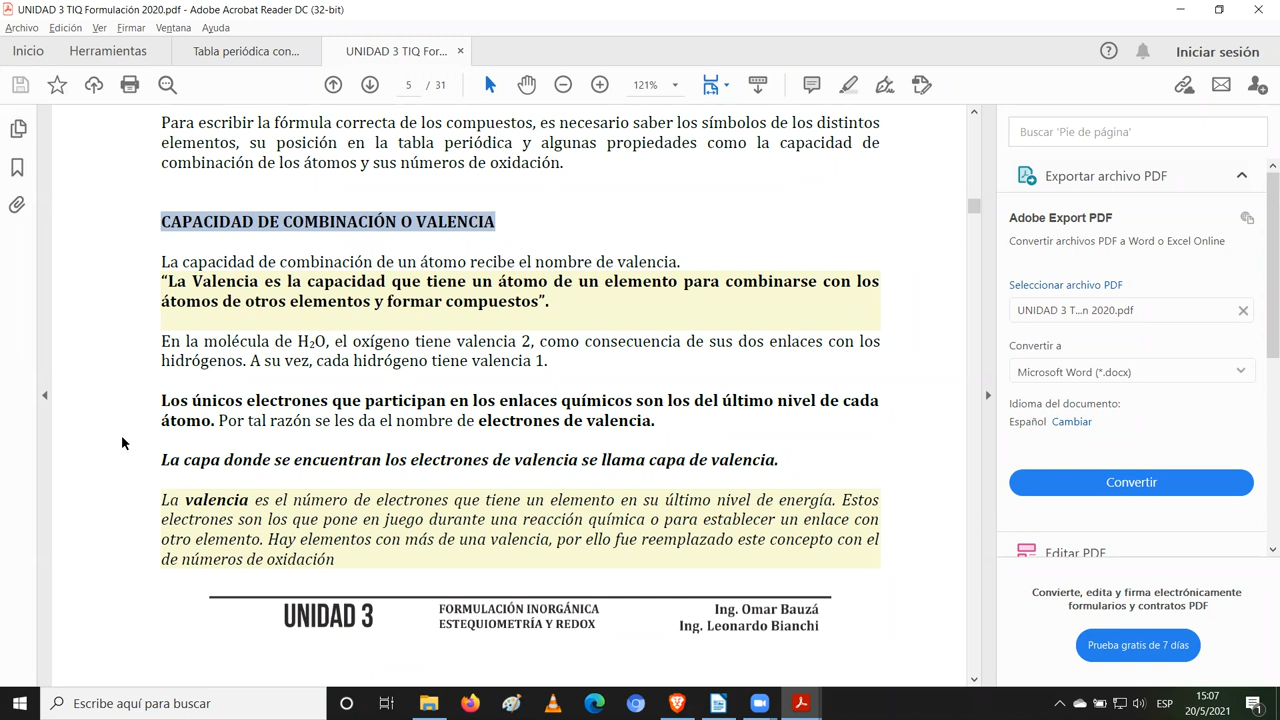 UNIDAD 3 TIQ Formulación 2020.pdf - Adobe Acrobat Reader DC (32-bit)
Archivo Edición Ver Firmar Ventana Ayuda
Inicio Herramientas Tabla periódica con... UNIDAD 3 TIQ For... × Iniciar sesión
5 / 31 121%
Para escribir la fórmula correcta de los compuestos, es necesario saber los símbolos de los distintos
elementos, su posición en la tabla periódica y algunas propiedades como la capacidad de
combinación de los átomos y sus números de oxidación.
CAPACIDAD DE COMBINACIÓN O VALENCIA
La capacidad de combinación de un átomo recibe el nombre de valencia.
“La Valencia es la capacidad que tiene un átomo de un elemento para combinarse con los
átomos de otros elementos y formar compuestos”.
En la molécula de H₂O, el oxígeno tiene valencia 2, como consecuencia de sus dos enlaces con los
hidrógenos. A su vez, cada hidrógeno tiene valencia 1.
Los únicos electrones que participan en los enlaces químicos son los del último nivel de cada
átomo. Por tal razón se les da el nombre de electrones de valencia.
La capa donde se encuentran los electrones de valencia se llama capa de valencia.
La valencia es el número de electrones que tiene un elemento en su último nivel de energía. Estos
electrones son los que pone en juego durante una reacción química o para establecer un enlace con
otro elemento. Hay elementos con más de una valencia, por ello fue reemplazado este concepto con el
de números de oxidación
UNIDAD 3
FORMULACIÓN INORGÁNICA
ESTEQUIOMETRÍA Y REDOX
Ing. Omar Bauzá
Ing. Leonardo Bianchi
Buscar 'Pie de página'
Exportar archivo PDF
Adobe Export PDF
Convertir archivos PDF a Word o Excel Online
Seleccionar archivo PDF
UNIDAD 3 T...n 2020.pdf
Convertir a
Microsoft Word (*.docx)
Idioma del documento:
Español Cambiar
Convertir
Editar PDF
Convierte, edita y firma electrónicamente
formularios y contratos PDF
Prueba gratis de 7 días
Escribe aquí para buscar
ESP
15:07
20/5/2021
1